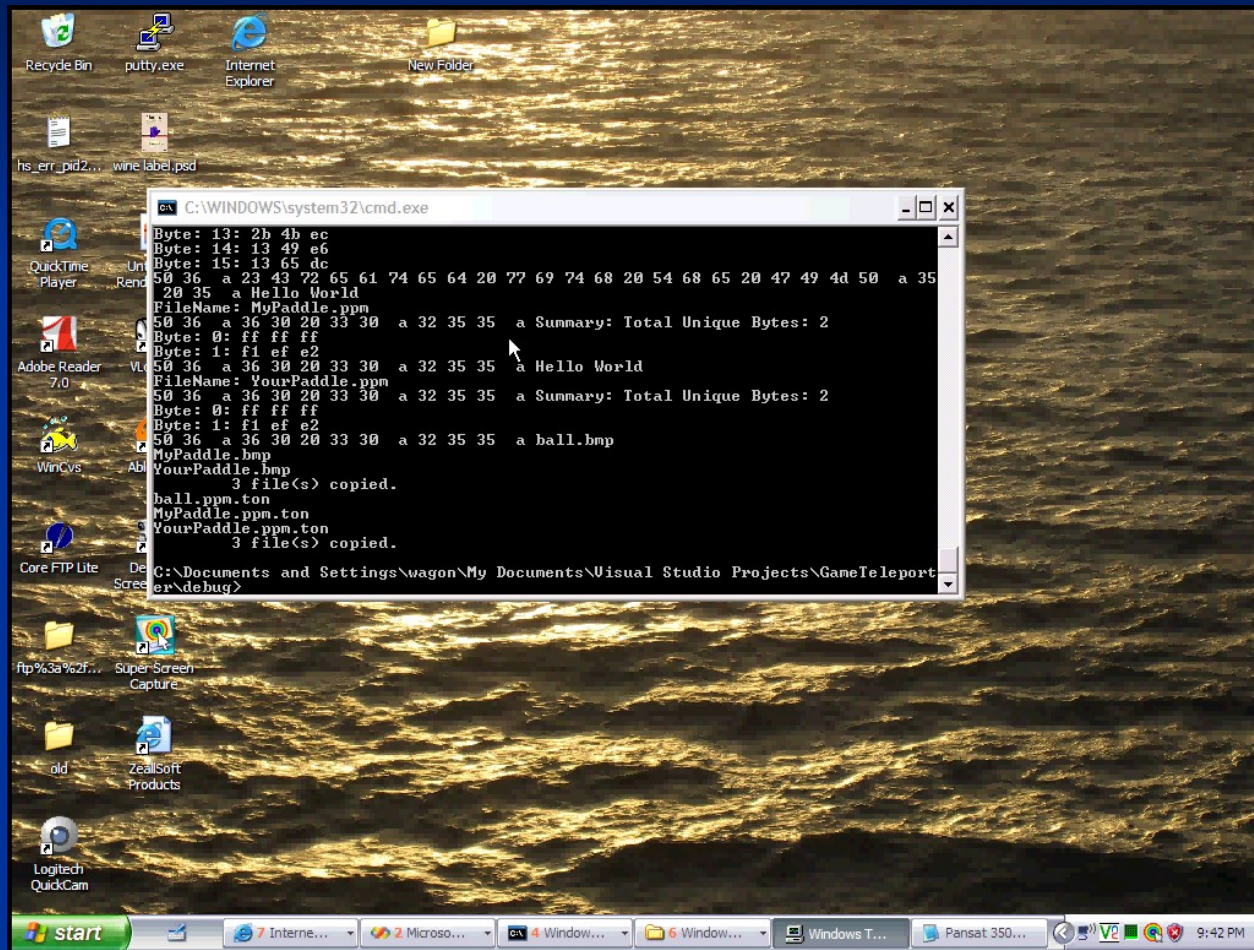 Recycle Bin
putty.exe
Internet
Explorer
New Folder
hs_err_pid2...
wine label.psd
C:\WINDOWS\system32\cmd.exe
Byte: 13: 2b 4b ec
Byte: 14: 13 49 e6
Byte: 15: 13 65 dc
50 36  a 23 43 72 65 61 74 65 64 20 77 69 74 68 20 54 68 65 20 47 49 4d 50  a 35
 20 35  a Hello World
FileName: MyPaddle.ppm
50 36  a 36 30 20 33 30  a 32 35 35  a Summary: Total Unique Bytes: 2
Byte: 0: ff ff ff
Byte: 1: f1 ef e2
50 36  a 36 30 20 33 30  a 32 35 35  a Hello World
FileName: YourPaddle.ppm
50 36  a 36 30 20 33 30  a 32 35 35  a Summary: Total Unique Bytes: 2
Byte: 0: ff ff ff
Byte: 1: f1 ef e2
50 36  a 36 30 20 33 30  a 32 35 35  a ball.bmp
MyPaddle.bmp
YourPaddle.bmp
3 file(s) copied.
ball.ppm.ton
MyPaddle.ppm.ton
YourPaddle.ppm.ton
3 file(s) copied.
C:\Documents and Settings\wagon\My Documents\Visual Studio Projects\GameTeleport
er\debug>
QuickTime
Player
Unt
Rend
Adobe Reader
7.0
VL
WinCvs
Abl
Core FTP Lite
De
Scree
ftp%3a%2f...
Super Screen
Capture
old
ZeallSoft
Products
Logitech
QuickCam
start
7 Interne...
2 Microso...
4 Window...
6 Window...
Windows T...
Pansat 350...
9:42 PM